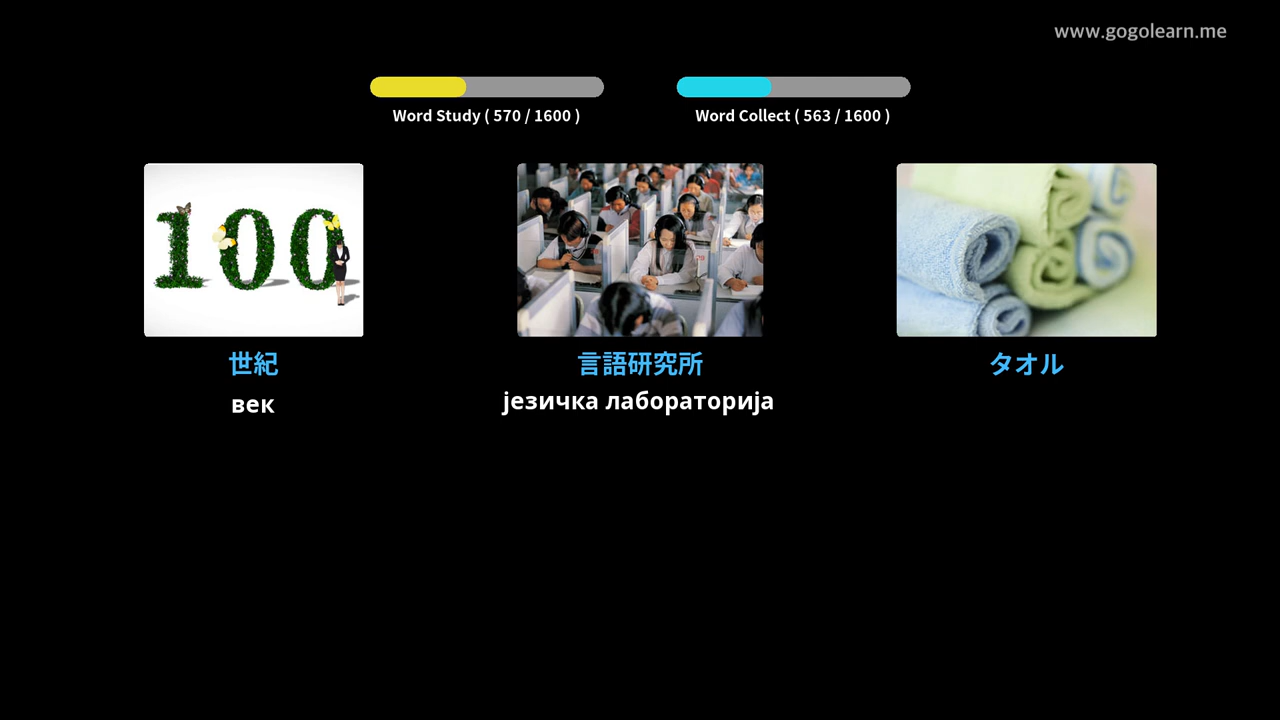 www.gogolearn.me
Word Study ( 570 / 1600 )
Word Collect ( 563 / 1600 )
100
世紀
век
言語研究所
језичка лабораторија
タオル